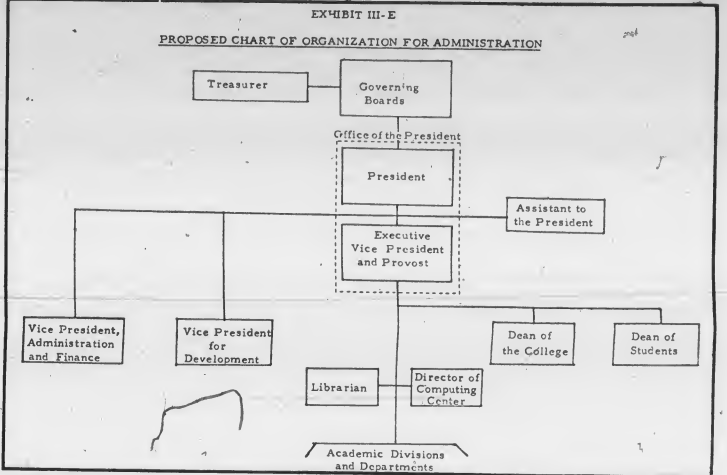 EXHIBIT III-E
PROPOSED CHART OF ORGANIZATION FOR ADMINISTRATION
Treasurer
Governing
Boards
Office of the President
President
Assistant to
the President
Executive
Vice President
and Provost
Vice President,
Administration
and Finance
Vice President
for
Development
Dean of
the College
Dean of
Students
Librarian
Director of
Computing
Center
Academic Divisions
and Departments